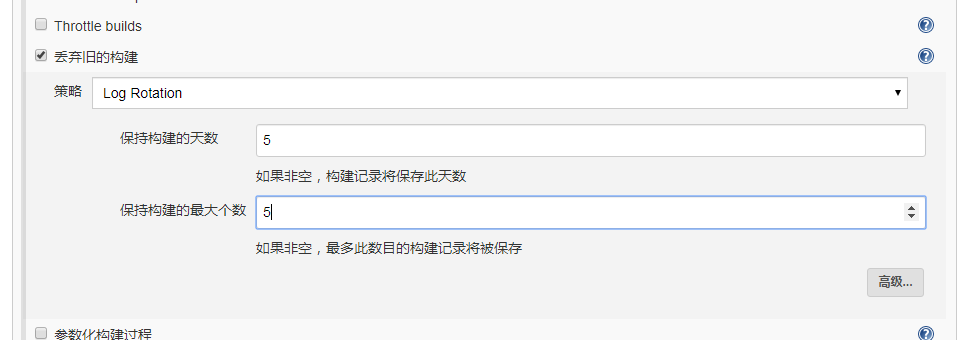 Throttle builds
丢弃旧的构建
策略 Log Rotation
保持构建的天数 5
如果非空，构建记录将保存此天数
保持构建的最大个数 5
如果非空，最多此数目的构建记录将被保存
高级...
参数化构建过程